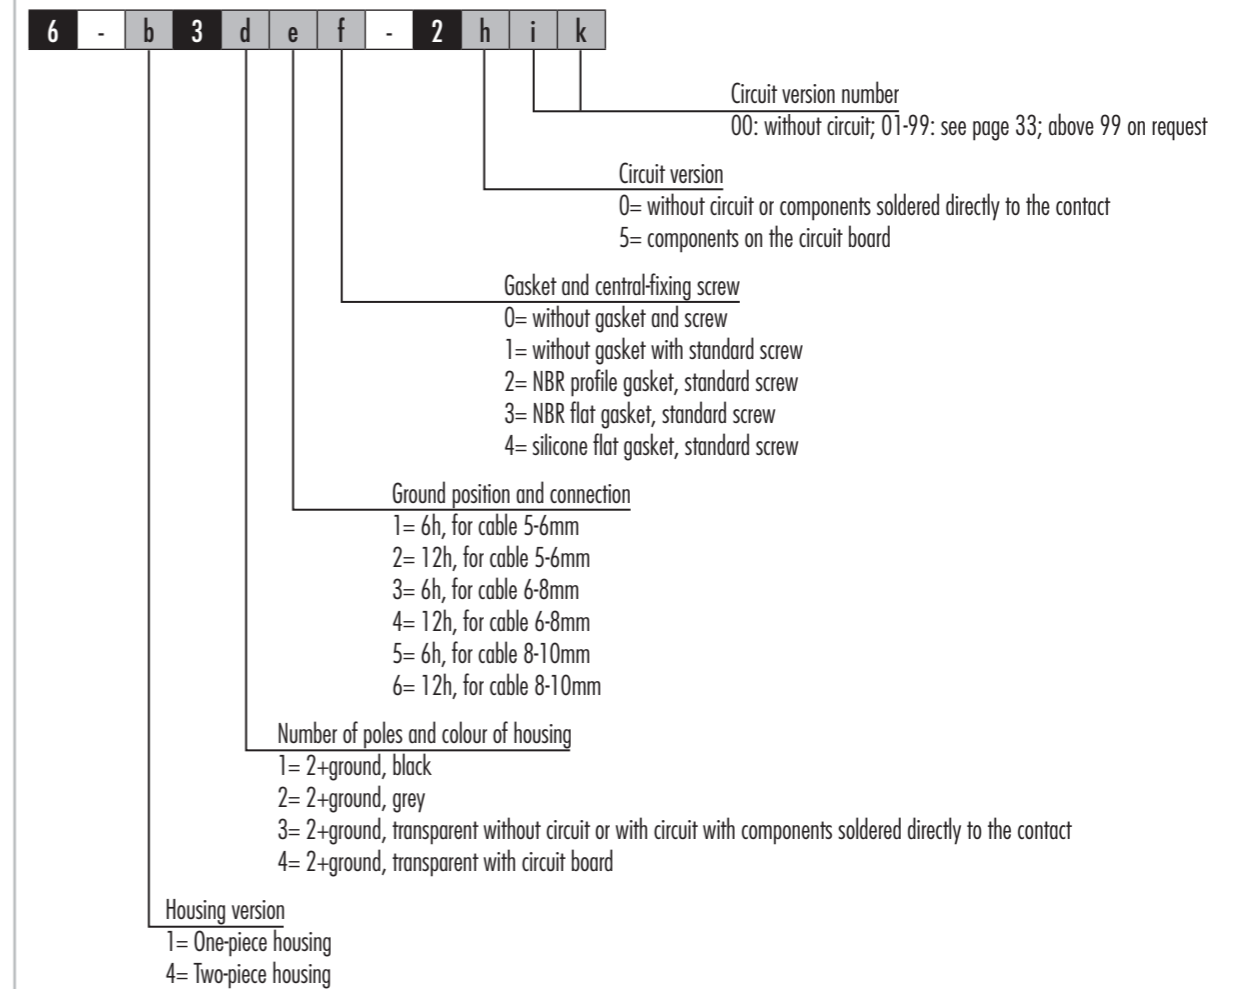 6 - b 3 d e f - 2 h i k
Circuit version number
00: without circuit; 01-99: see page 33; above 99 on request
Circuit version
0= without circuit or components soldered directly to the contact
5= components on the circuit board
Gasket and central-fixing screw
0= without gasket and screw
1= without gasket with standard screw
2= NBR profile gasket, standard screw
3= NBR flat gasket, standard screw
4= silicone flat gasket, standard screw
Ground position and connection
1= 6h, for cable 5-6mm
2= 12h, for cable 5-6mm
3= 6h, for cable 6-8mm
4= 12h, for cable 6-8mm
5= 6h, for cable 8-10mm
6= 12h, for cable 8-10mm
Number of poles and colour of housing
1= 2+ground, black
2= 2+ground, grey
3= 2+ground, transparent without circuit or with circuit with components soldered directly to the contact
4= 2+ground, transparent with circuit board
Housing version
1= One-piece housing
4= Two-piece housing